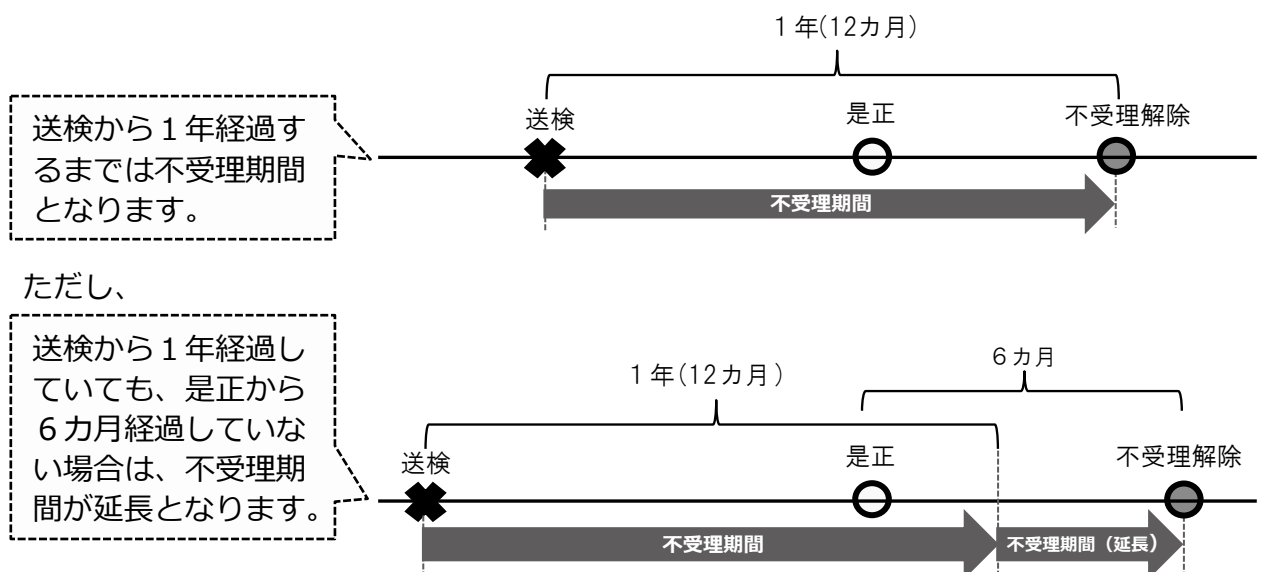 1年(12カ月)
送検から1年経過す
るまでは不受理期間
となります。
送検
是正
不受理解除
不受理期間
ただし、
送検から1年経過し
ていても、是正から
6カ月経過していな
い場合は、不受理期
間が延長となります。
1年(12カ月)
6カ月
送検
是正
不受理解除
不受理期間
不受理期間(延長)